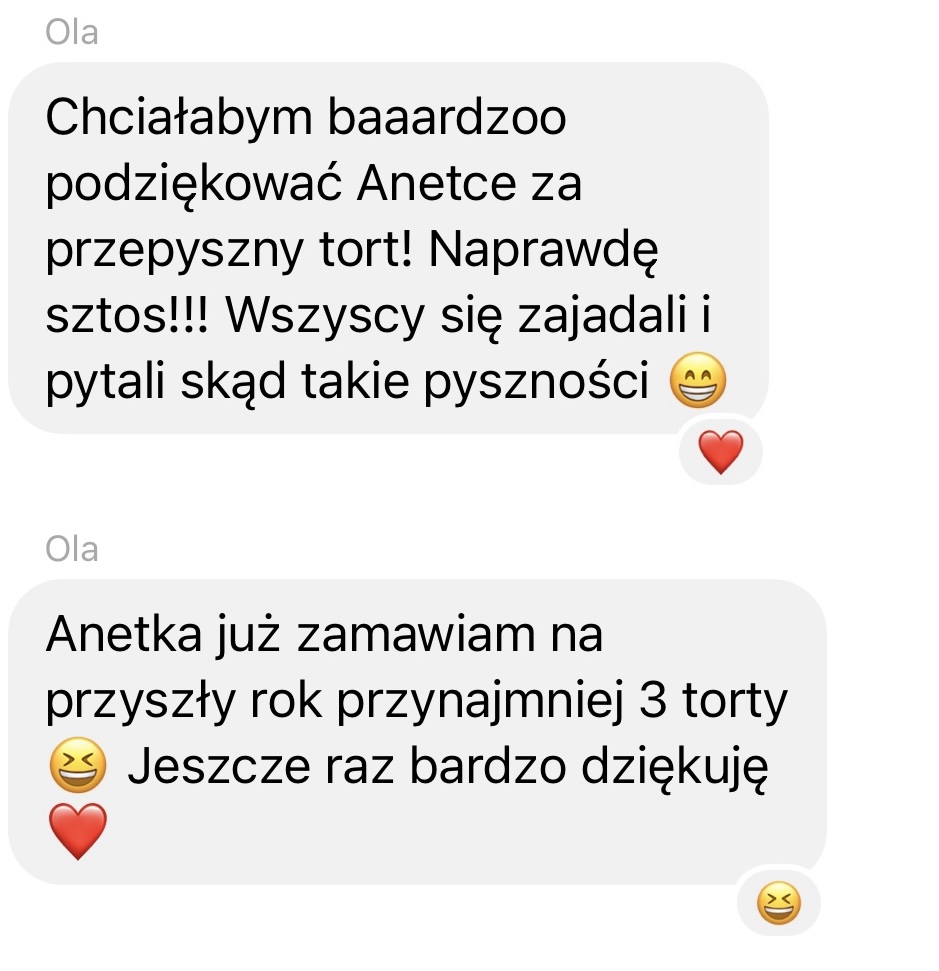 Ola
Chciałabym baaardzoo
podziękować Anetce za
przepyszny tort! Naprawdę
sztos!!! Wszyscy się zajadali i
pytali skąd takie pyszności 😁
❤️
Ola
Anetka już zamawiam na
przyszły rok przynajmniej 3 torty
😆 Jeszcze raz bardzo dziękuję
❤️
😆